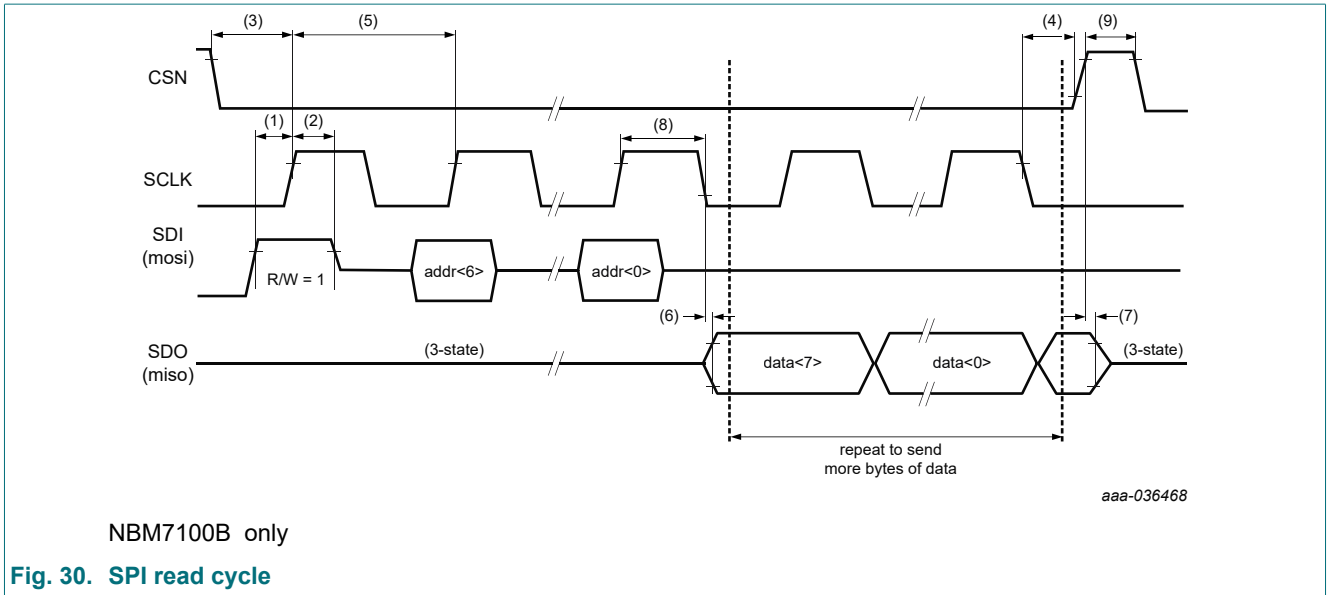 (3)
(5)
(4)
(9)
CSN
(1)
(2)
(8)
SCLK
SDI
(mosi)
R/W = 1
addr<6>
addr<0>
(6)
(7)
SDO
(miso)
(3-state)
data<7>
data<0>
(3-state)
repeat to send
more bytes of data
aaa-036468
NBM7100B only
Fig. 30. SPI read cycle